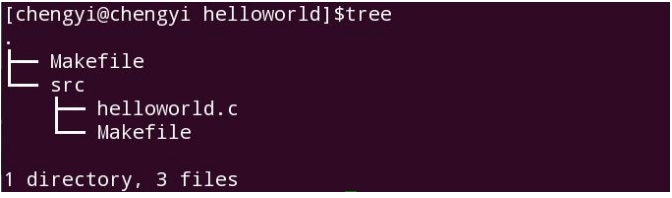 [chengyi@chengyi helloworld]$tree
.
├── Makefile
└── src
    ├── helloworld.c
    └── Makefile
1 directory, 3 files